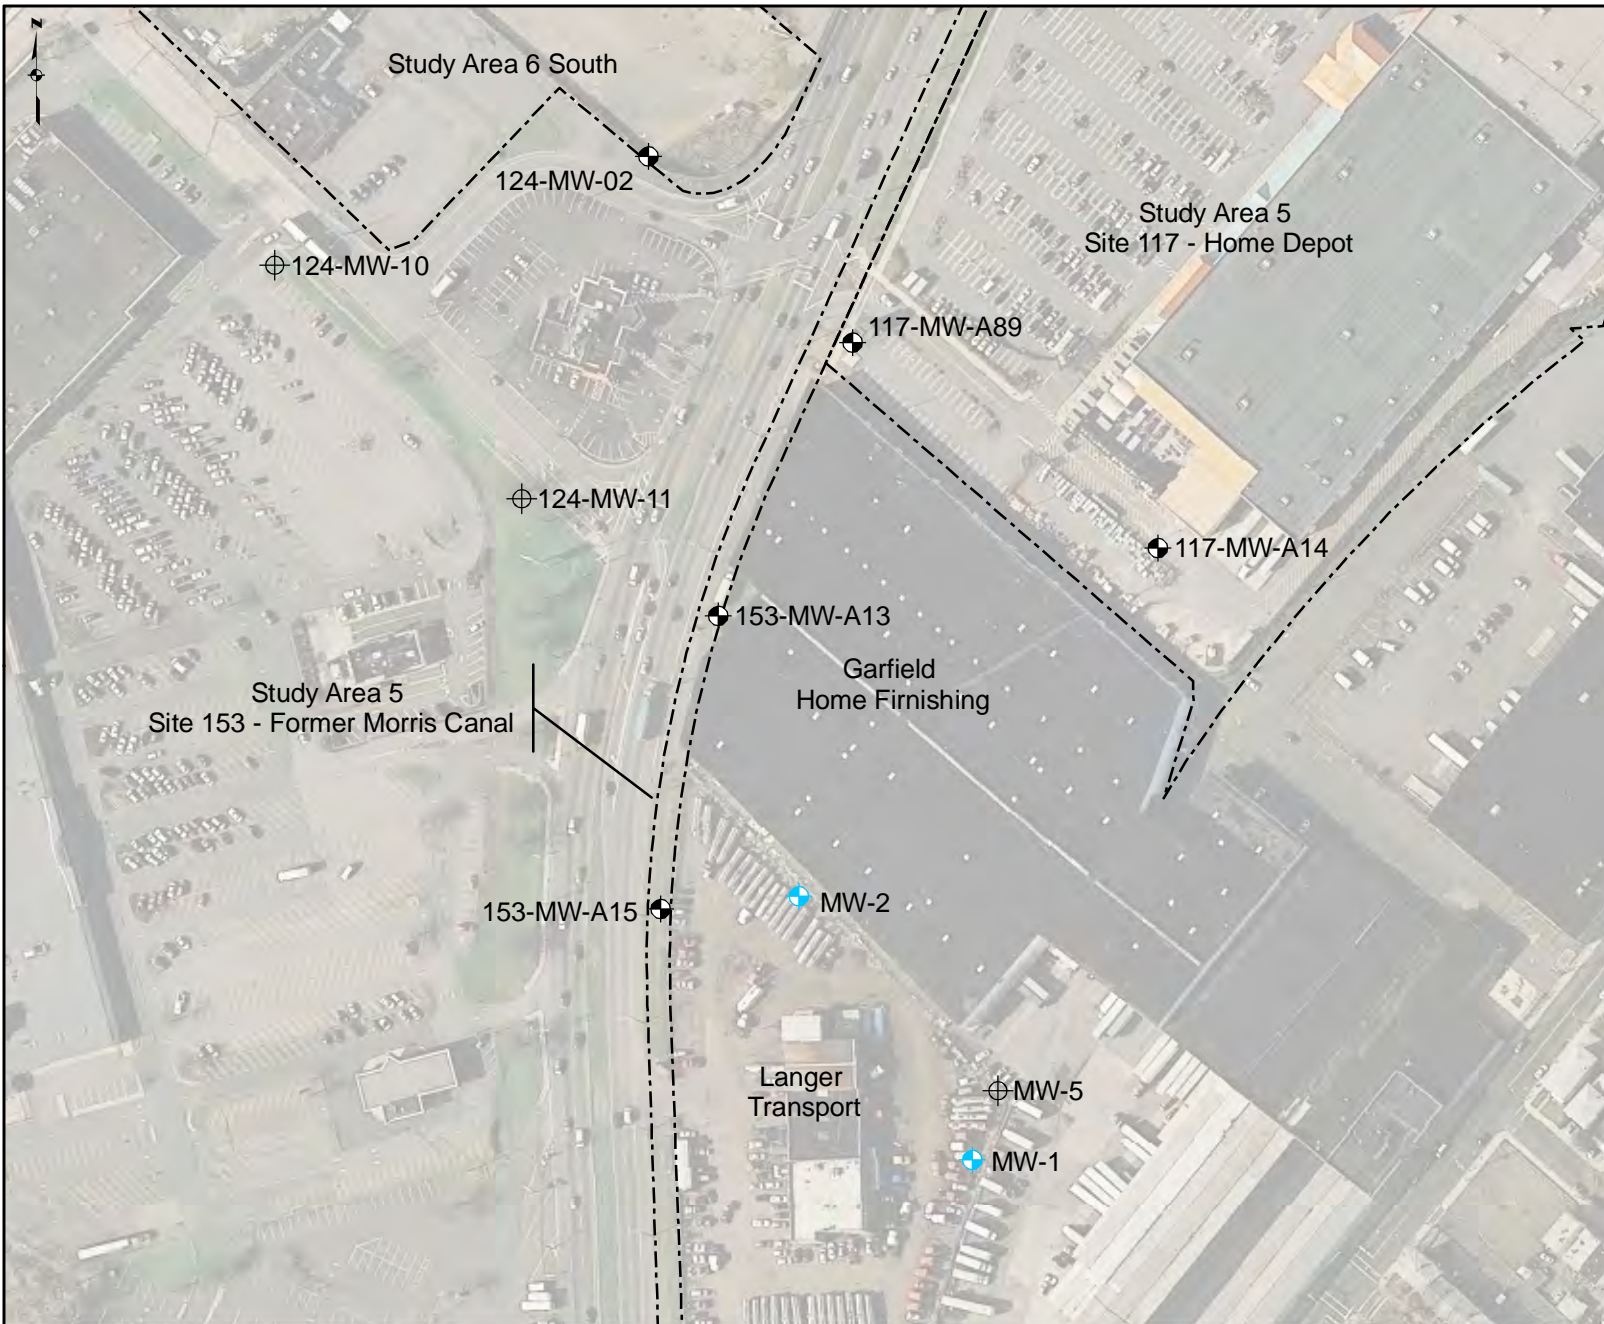 N
Study Area 6 South
124-MW-02
Study Area 5
Site 117 - Home Depot
124-MW-10
117-MW-A89
124-MW-11
117-MW-A14
153-MW-A13
Garfield
Home Firnishing
Study Area 5
Site 153 - Former Morris Canal
MW-2
153-MW-A15
Langer
Transport
MW-5
MW-1